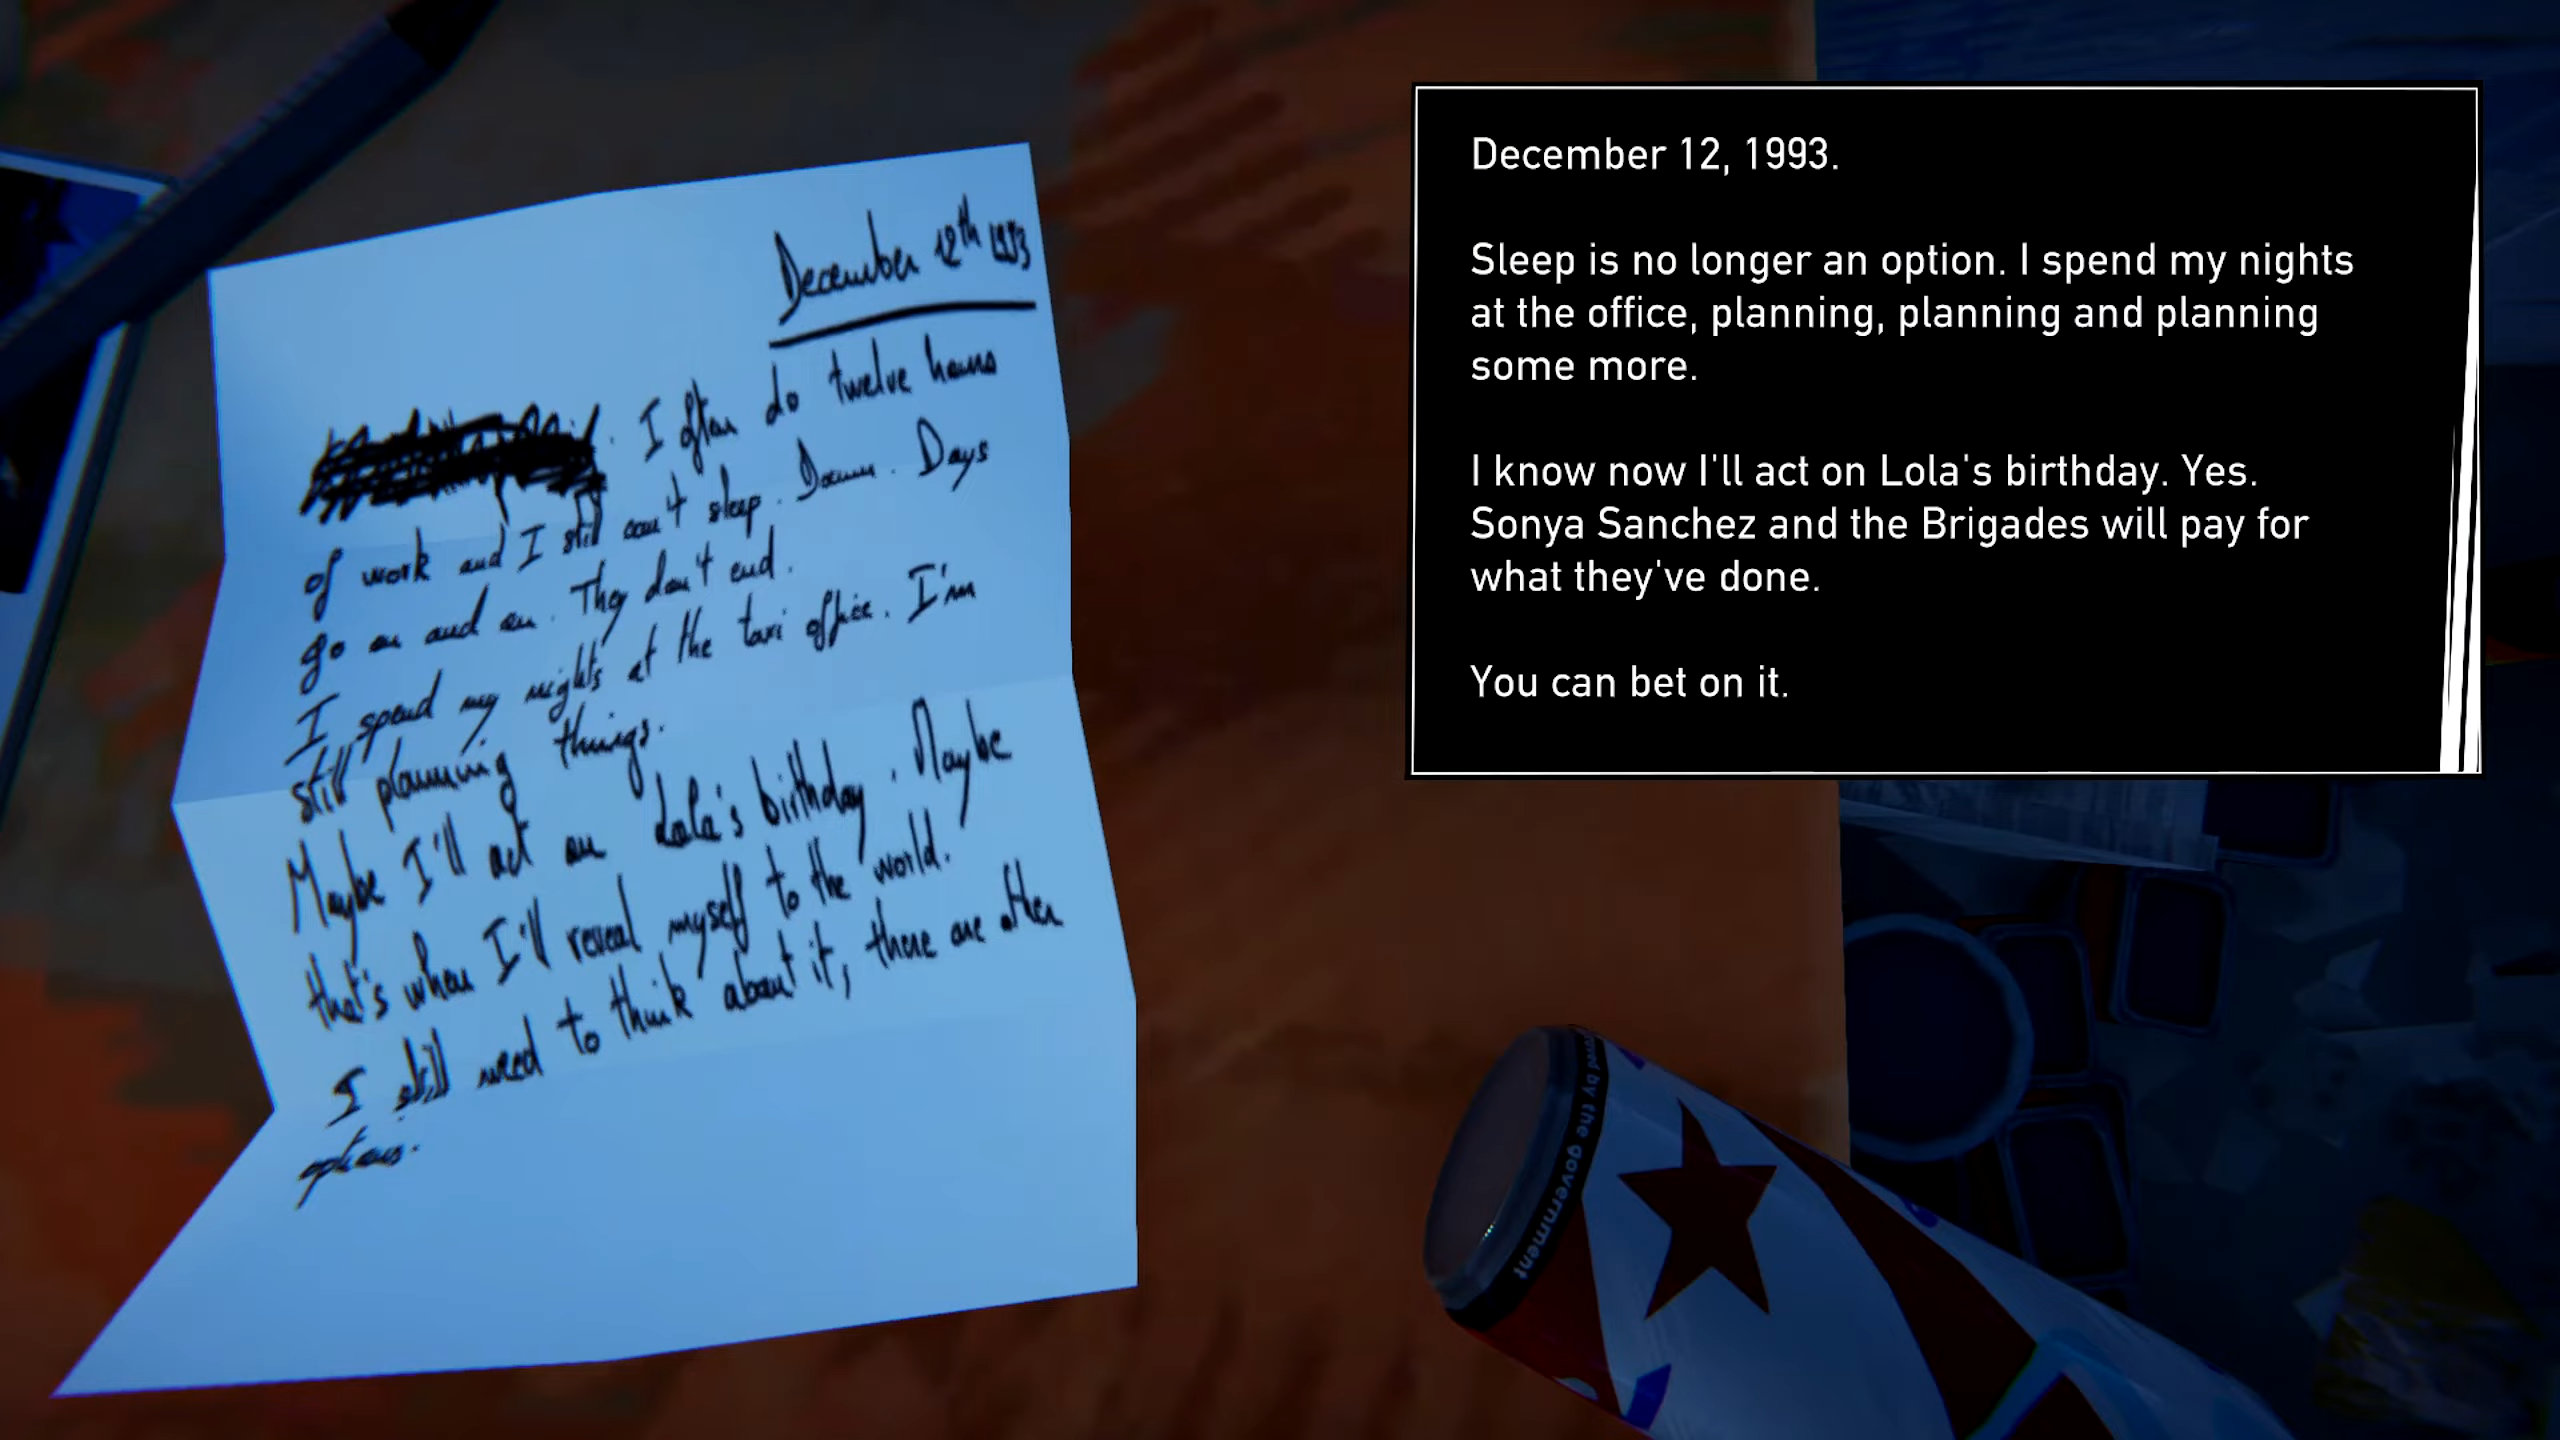 December 12th 1993
. I often do twelve hours
of work and I still can't sleep. Damn. Days
go on and on. They don't end.
I spend my nights at the taxi office. I'm
still planning things.
Maybe I'll act on Lola's birthday. Maybe
that's when I'll reveal myself to the world.
I still need to think about it, there are other
options.
December 12, 1993.
Sleep is no longer an option. I spend my nights
at the office, planning, planning and planning
some more.
I know now I'll act on Lola's birthday. Yes.
Sonya Sanchez and the Brigades will pay for
what they've done.
You can bet on it.
by the government